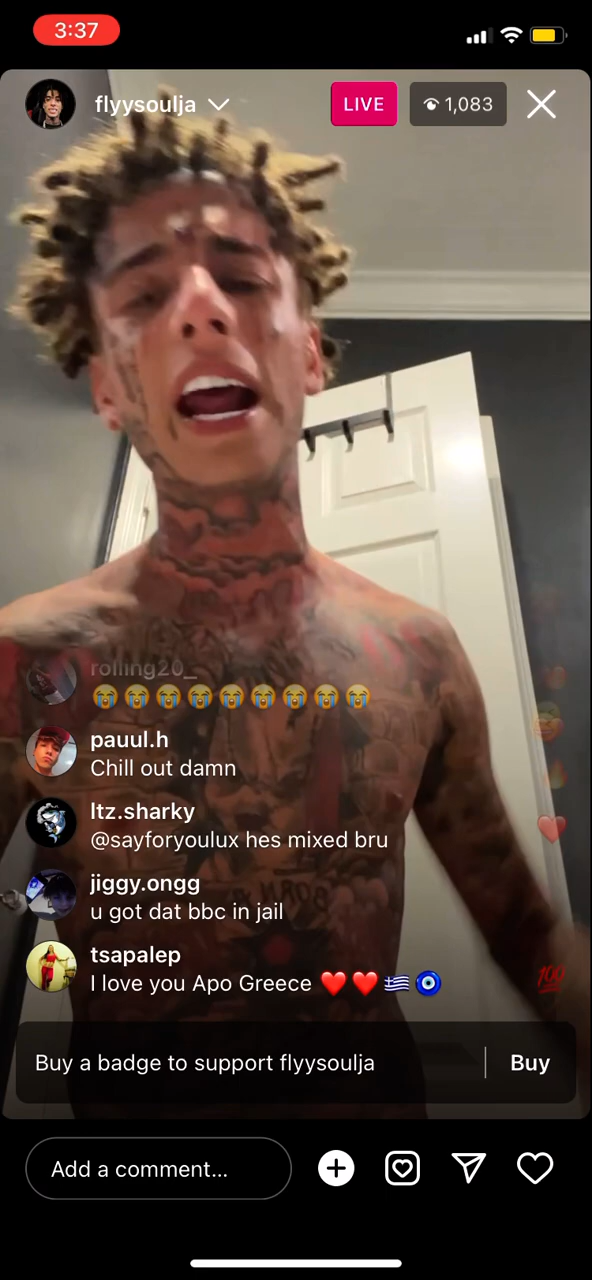 3:37
flyysoulja
LIVE
1,083
rolling20_
😭😭😭😭😭😭😭😭😭
pauul.h
Chill out damn
ltz.sharky
@sayforyoulux hes mixed bru
jiggy.ongg
u got dat bbc in jail
tsapalep
I love you Apo Greece ❤️❤️🇬🇷🧿
💯
Buy a badge to support flyysoulja
Buy
Add a comment...